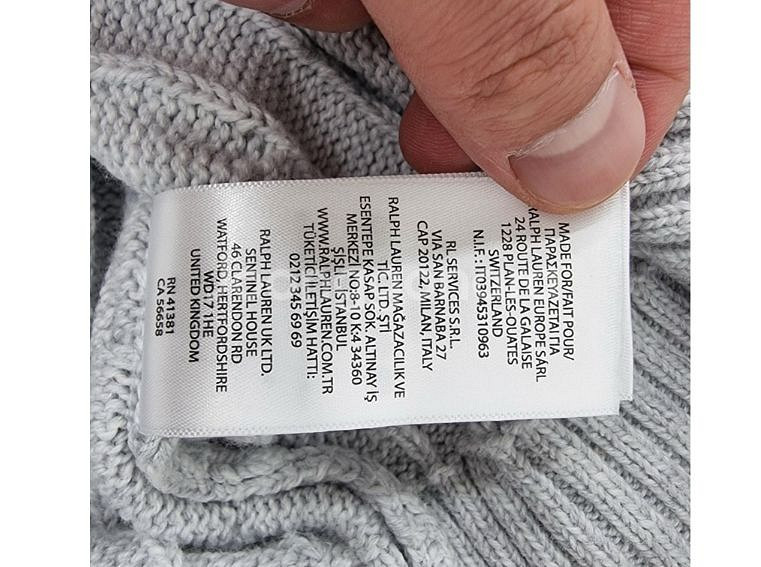 MADE FOR/FAIT POUR/
ΠΑΡΑΣΚΕΥΑΖΕΤΑΙ ΓΙΑ
RALPH LAUREN EUROPE SÀRL
24 ROUTE DE LA GALAISE
1228 PLAN-LES-OUATES
SWITZERLAND
N.I.F.: IT03945310963
RL SERVICES S.R.L.
VIA SAN BARNABA 27
CAP 20122, MILAN, ITALY
RALPH LAUREN MAĞAZACILIK VE
TİC. LTD. ŞTİ
ESENTEPE KASAP SOK. ALTINAY İŞ
MERKEZİ NO:8-10 K:4 34360
ŞİŞLİ – İSTANBUL
WWW.RALPHLAUREN.COM.TR
TÜKETİCİ İLETİŞİM HATTI:
0212 345 69 69
RALPH LAUREN UK LTD.
SENTINEL HOUSE
46 CLARENDON RD
WATFORD, HERTFORDSHIRE
WD17 1HE
UNITED KINGDOM
RN 41381
CA 56658